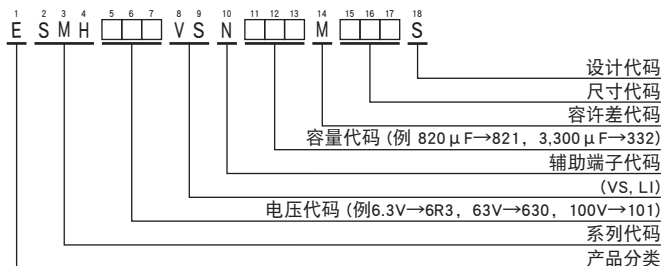 1 2 3 4 5 6 7 8 9 10 11 12 13 14 15 16 17 18
E S M H V S N M S
设计代码
尺寸代码
容许差代码
容量代码 (例 820μF→821，3,300μF→332)
辅助端子代码
(VS, LI)
电压代码 (例6.3V→6R3，63V→630，100V→101)
系列代码
产品分类